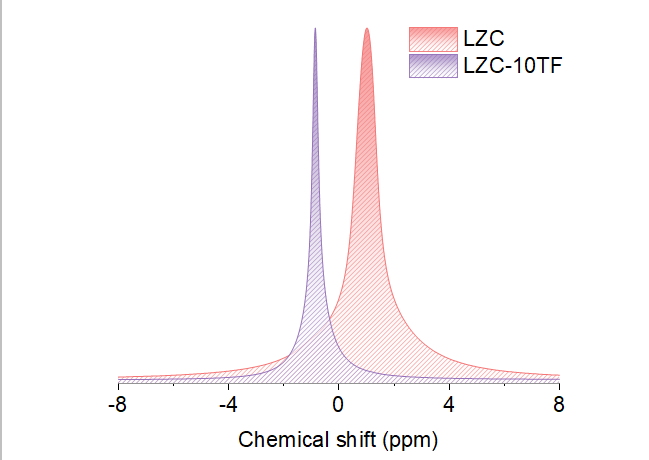 LZC
LZC-10TF
-8 -4 0 4 8
Chemical shift (ppm)